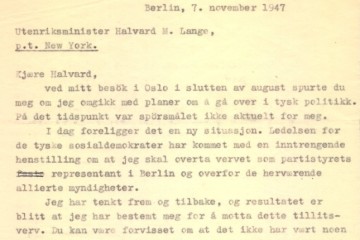 Berlin, 7. november 1947
Utenriksminister Halvard M. Lange,
p.t. New York.
Kjære Halvard,
ved mitt besök i Oslo i slutten av august spurte du
meg om jeg omgikk med planer om å gå over i tysk politikk.
På det tidspunkt var spörsmålet ikke aktuelt for meg.
I dag foreligger det en ny situasjon. Ledelsen for
de tyske sosialdemokrater har kommet med en inntrengende
henstilling om at jeg skal overta vervet som partistyrets
representant i Berlin og overfor de herværende
allierte myndigheter.
Jeg har tenkt frem og tilbake, og resultatet er
blitt at jeg har bestemt meg for å motta dette tillits-
verv. Du kan være forvisset om at det ikke har vært noen